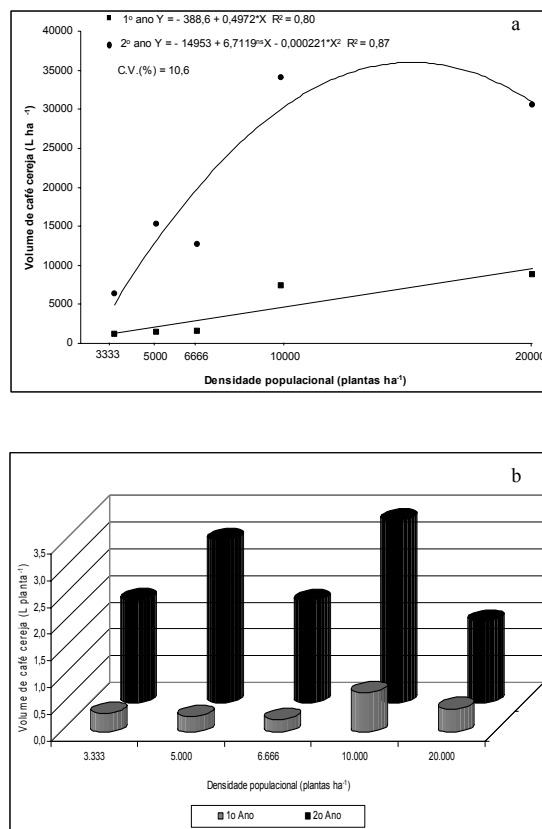 1º ano Y = - 388,6 + 0,4972*X R² = 0,80
a
2º ano Y = - 14953 + 6,7119ⁿˢX - 0,000221*X² R² = 0,87
C.V.(%) = 10,6
Volume de café cereja (L ha ⁻¹)
40000
35000
30000
25000
20000
15000
10000
5000
0
3333 5000 6666 10000 20000
Densidade populacional (plantas ha⁻¹)
b
Volume de café cereja (L planta⁻¹)
3,5
3,0
2,5
2,0
1,5
1,0
0,5
0,0
3.333 5.000 6.666 10.000 20.000
Densidade populacional (plantas ha⁻¹)
1o Ano 2o Ano